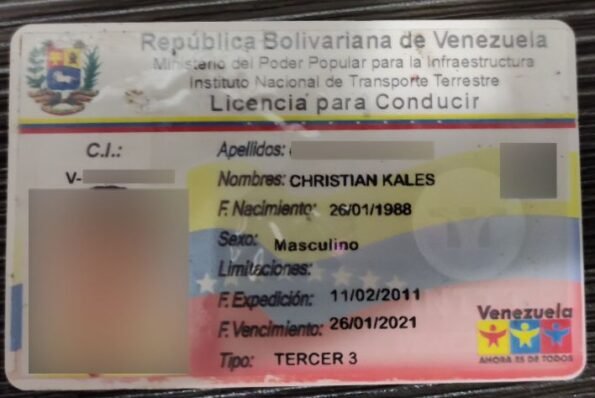 República Bolivariana de Venezuela
Ministerio del Poder Popular para la Infraestructura
Instituto Nacional de Transporte Terrestre
Licencia para Conducir
C.I.:
V-
Apellidos:
Nombres: CHRISTIAN KALES
F. Nacimiento: 26/01/1988
Sexo: Masculino
Limitaciones:
F. Expedición: 11/02/2011
F. Vencimiento: 26/01/2021
Tipo: TERCER 3
Venezuela
AHORA ES DE TODOS